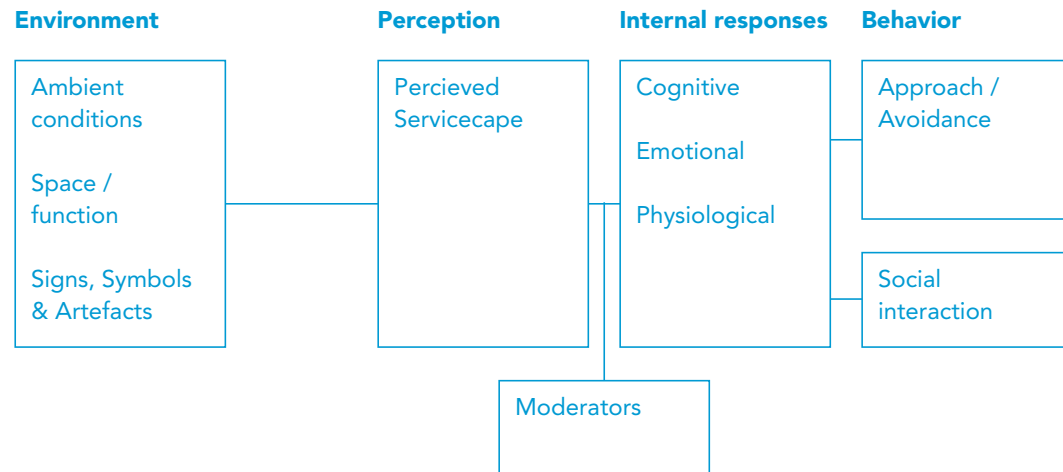 Environment
Perception
Internal responses
Behavior
Ambient
conditions
Space /
function
Signs, Symbols
& Artefacts
Percieved
Servicecape
Cognitive
Emotional
Physiological
Approach /
Avoidance
Social
interaction
Moderators